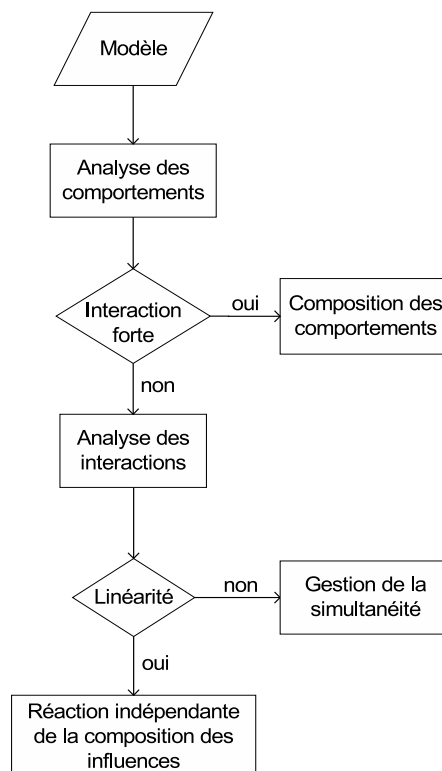 Modèle
Analyse des
comportements
Interaction
forte
oui
Composition des
comportements
non
Analyse des
interactions
Linéarité
non
Gestion de la
simultanéité
oui
Réaction indépendante
de la composition des
influences